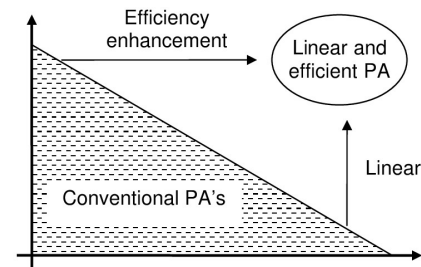 Efficiency
enhancement
Linear and
efficient PA
Linear
Conventional PA's